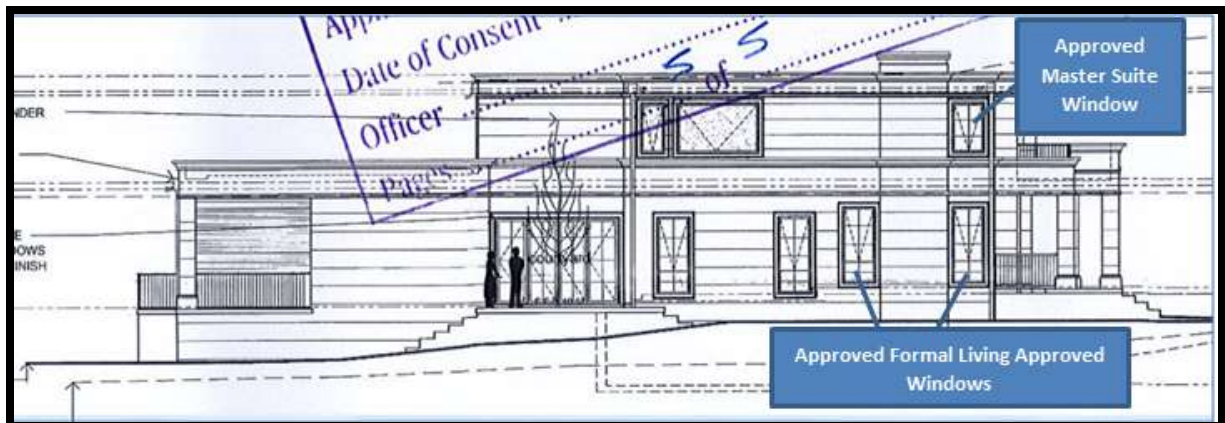 Date of Consent
Officer
5 of 5
Pages
Approved
Master Suite
Window
NDER
E
DOWS
INISH
courtyard
Approved Formal Living Approved
Windows